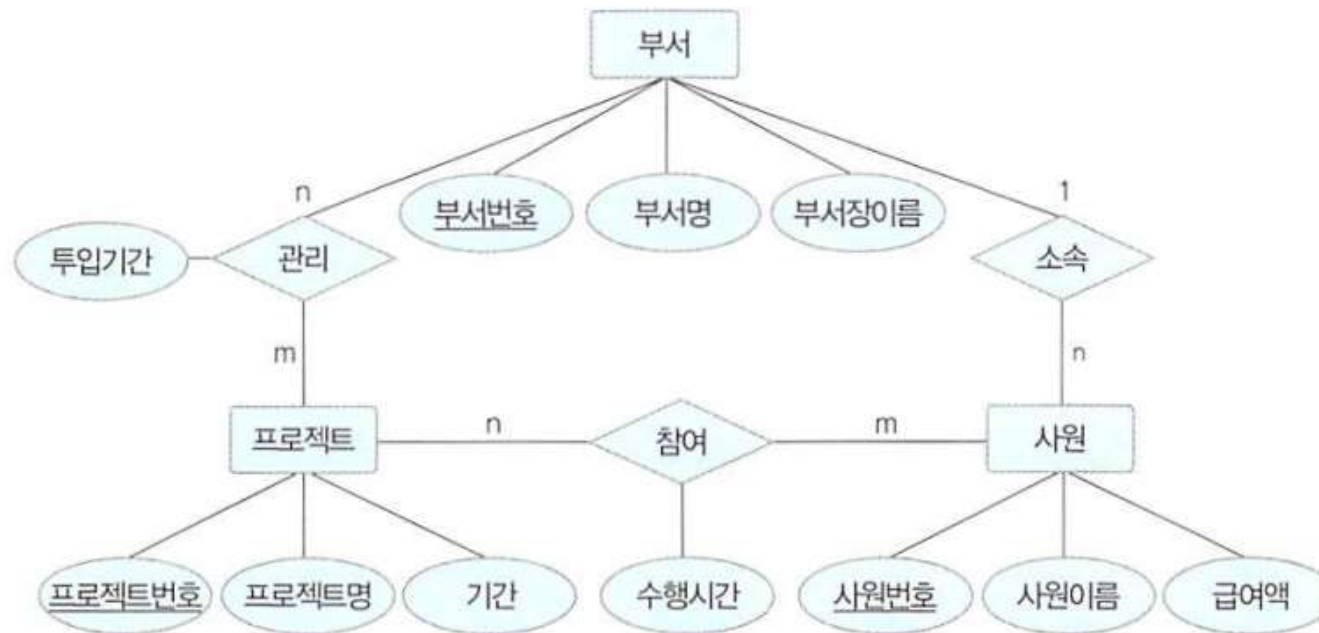 부서
n
부서번호
부서명
부서장이름
1
투입기간
관리
소속
m
n
프로젝트
n
참여
m
사원
프로젝트번호
프로젝트명
기간
수행시간
사원번호
사원이름
급여액